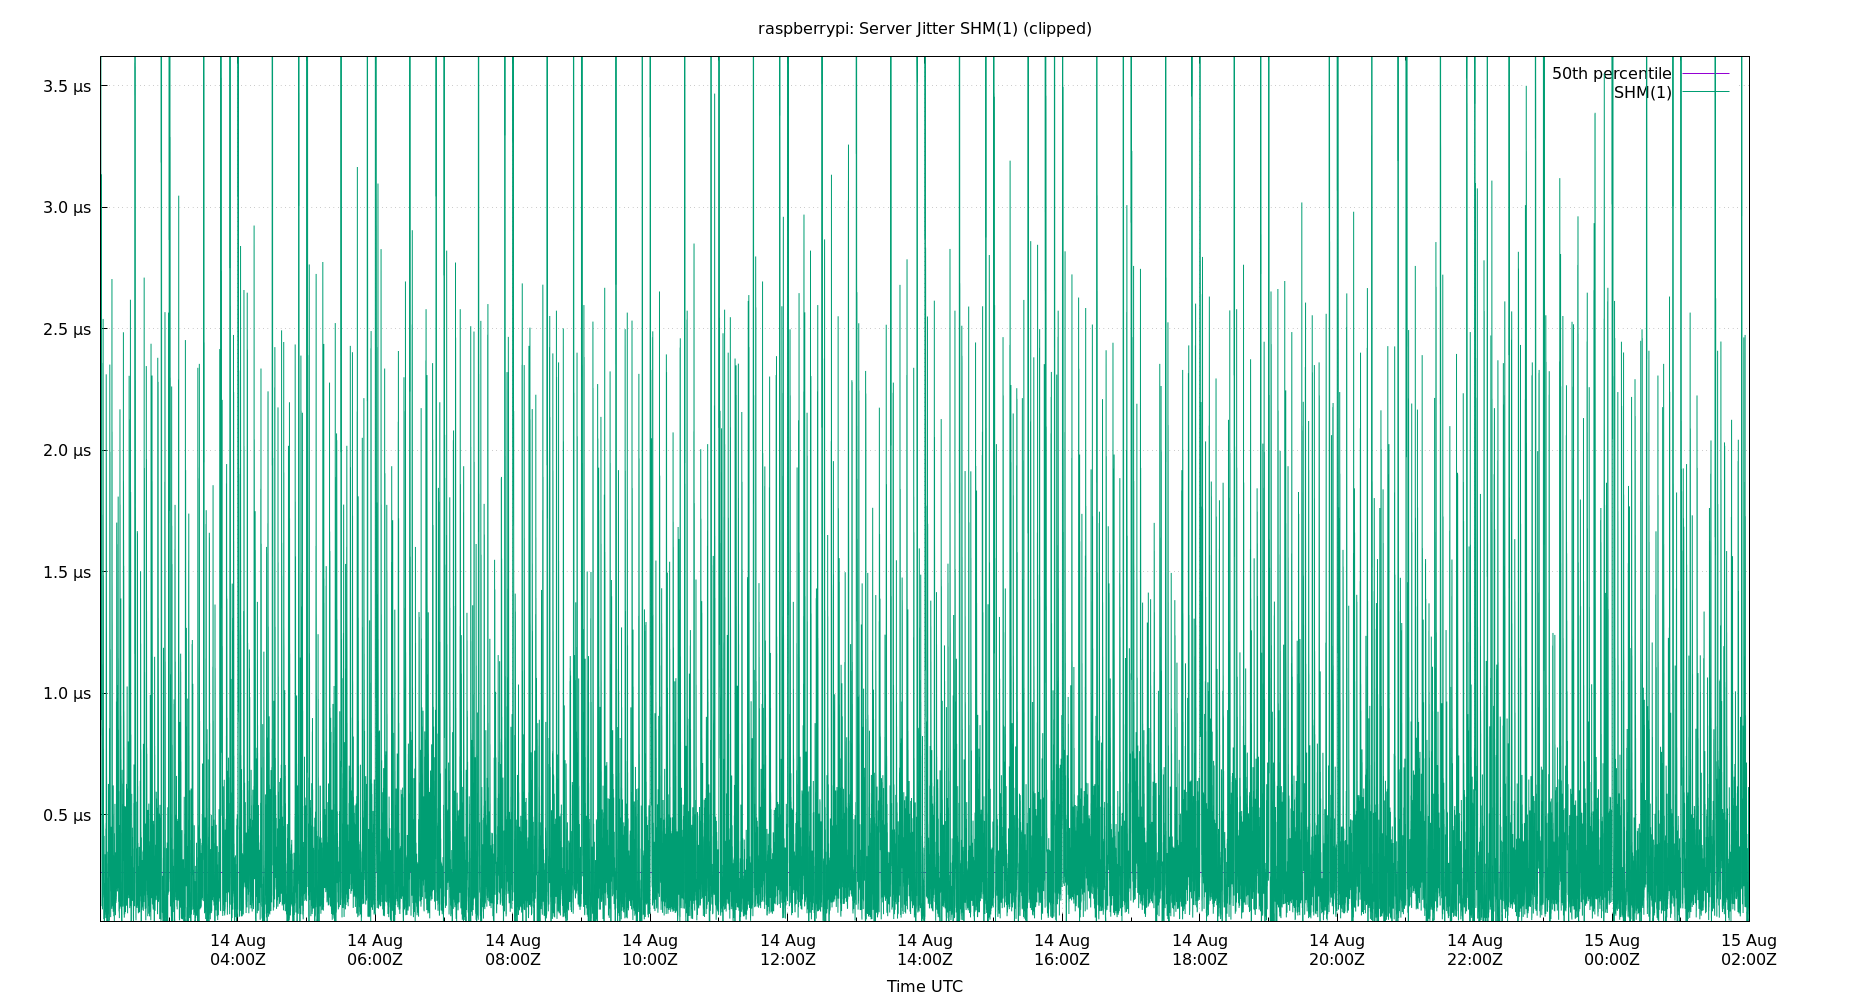 raspberrypi: Server Jitter SHM(1) (clipped)
50th percentile
SHM(1)
3.5 µs
3.0 µs
2.5 µs
2.0 µs
1.5 µs
1.0 µs
0.5 µs
14 Aug 14 Aug 14 Aug 14 Aug 14 Aug 14 Aug 14 Aug 14 Aug 14 Aug 14 Aug 15 Aug 15 Aug
04:00Z 06:00Z 08:00Z 10:00Z 12:00Z 14:00Z 16:00Z 18:00Z 20:00Z 22:00Z 00:00Z 02:00Z
Time UTC